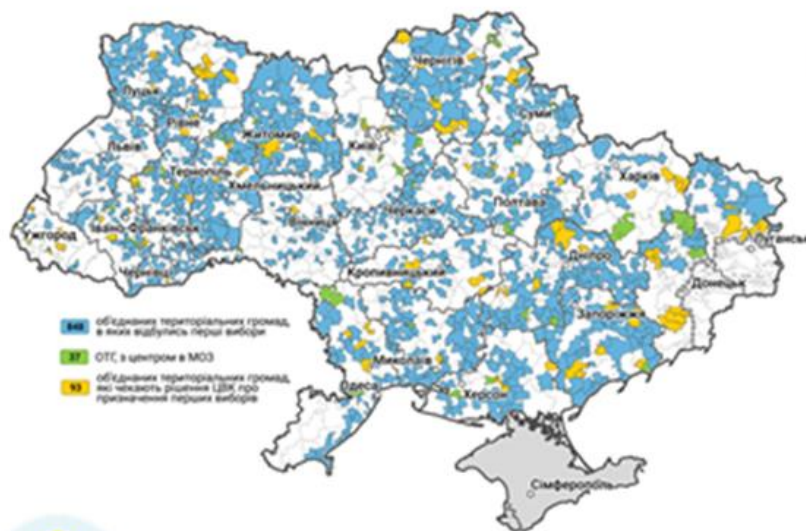 Чернігів
Луцьк
Суми
Рівне
Житомир
Київ
Львів
Харків
Тернопіль
Хмельницький
Полтава
Черкаси
Івано-Франківськ
Вінниця
Ужгород
Луганськ
Дніпро
Чернівці
Кропивницький
Донецьк
Запоріжжя
848 об'єднаних територіальних громад,
в яких відбулись перші вибори
37 ОТГ, з центром в МОЗ
93 об'єднаних територіальних громад,
які чекають рішення ЦВК про
призначення перших виборів
Миколаїв
Одеса
Херсон
Сімферополь